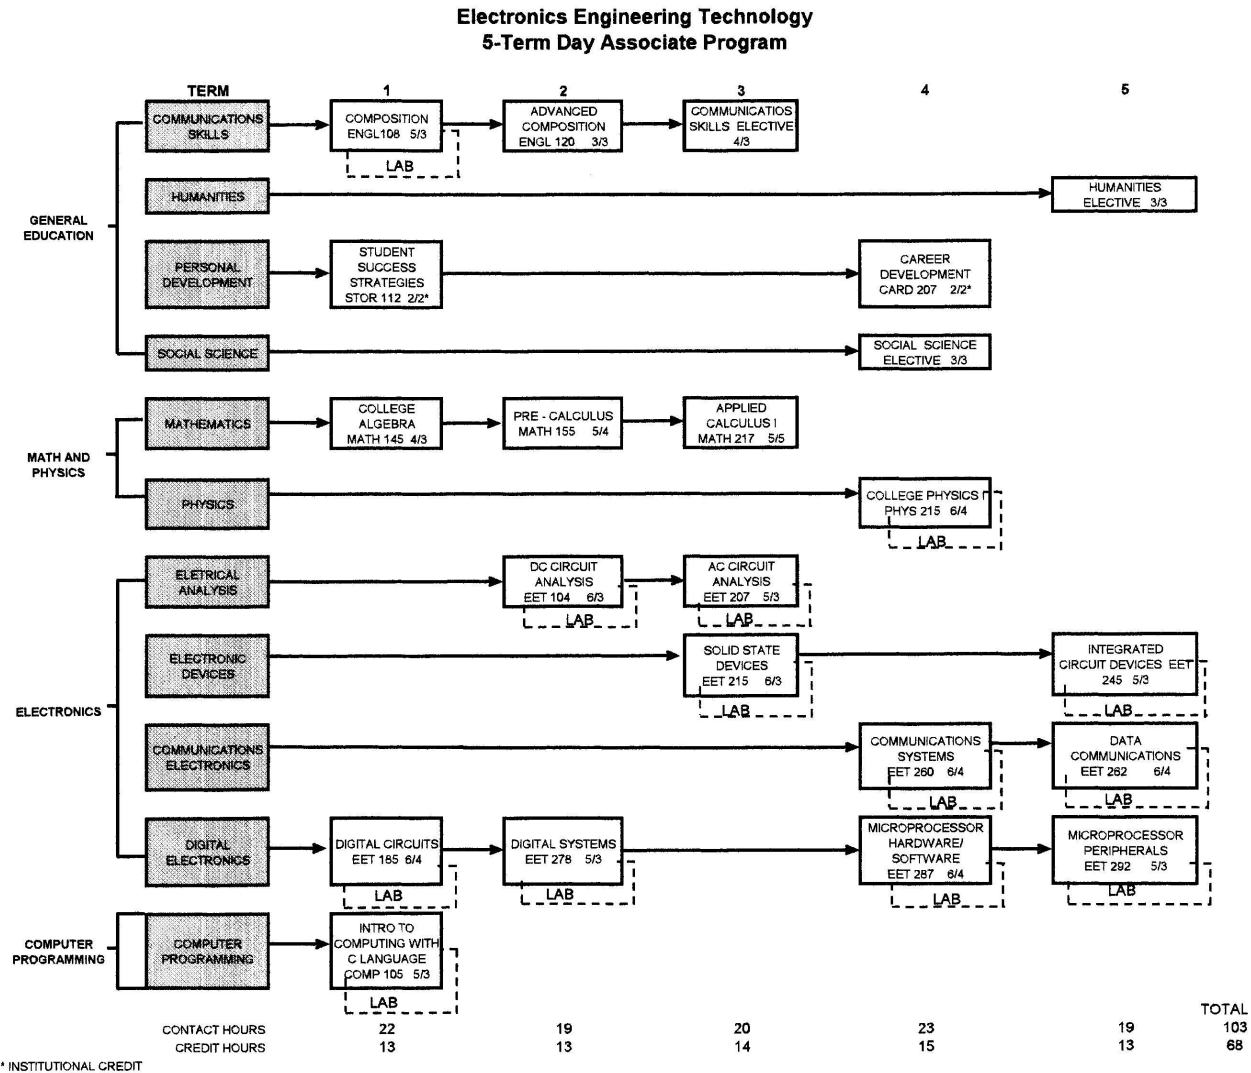 Electronics Engineering Technology
5-Term Day Associate Program
TERM 1 2 3 4 5
GENERAL
EDUCATION
COMMUNICATIONS
SKILLS
COMPOSITION
ENGL108 5/3
LAB
ADVANCED
COMPOSITION
ENGL 120 3/3
COMMUNICATIOS
SKILLS ELECTIVE
4/3
HUMANITIES
HUMANITIES
ELECTIVE 3/3
PERSONAL
DEVELOPMENT
STUDENT
SUCCESS
STRATEGIES
STOR 112 2/2*
CAREER
DEVELOPMENT
CARD 207 2/2*
SOCIAL SCIENCE
SOCIAL SCIENCE
ELECTIVE 3/3
MATH AND
PHYSICS
MATHEMATICS
COLLEGE
ALGEBRA
MATH 145 4/3
PRE - CALCULUS
MATH 155 5/4
APPLIED
CALCULUS I
MATH 217 5/5
PHYSICS
COLLEGE PHYSICS I
PHYS 215 6/4
LAB
ELECTRONICS
ELETRICAL
ANALYSIS
DC CIRCUIT
ANALYSIS
EET 104 6/3
LAB
AC CIRCUIT
ANALYSIS
EET 207 5/3
LAB
ELECTRONIC
DEVICES
SOLID STATE
DEVICES
EET 215 6/3
LAB
INTEGRATED
CIRCUIT DEVICES EET
245 5/3
LAB
COMMUNICATIONS
ELECTRONICS
COMMUNICATIONS
SYSTEMS
EET 260 6/4
LAB
DATA
COMMUNICATIONS
EET 262 6/4
LAB
DIGITAL
ELECTRONICS
DIGITAL CIRCUITS
EET 185 6/4
LAB
DIGITAL SYSTEMS
EET 278 5/3
LAB
MICROPROCESSOR
HARDWARE/
SOFTWARE
EET 287 6/4
LAB
MICROPROCESSOR
PERIPHERALS
EET 292 5/3
LAB
COMPUTER
PROGRAMMING
COMPUTER
PROGRAMMING
INTRO TO
COMPUTING WITH
C LANGUAGE
COMP 105 5/3
LAB
TOTAL
CONTACT HOURS 22 19 20 23 19 103
CREDIT HOURS 13 13 14 15 13 68
* INSTITUTIONAL CREDIT